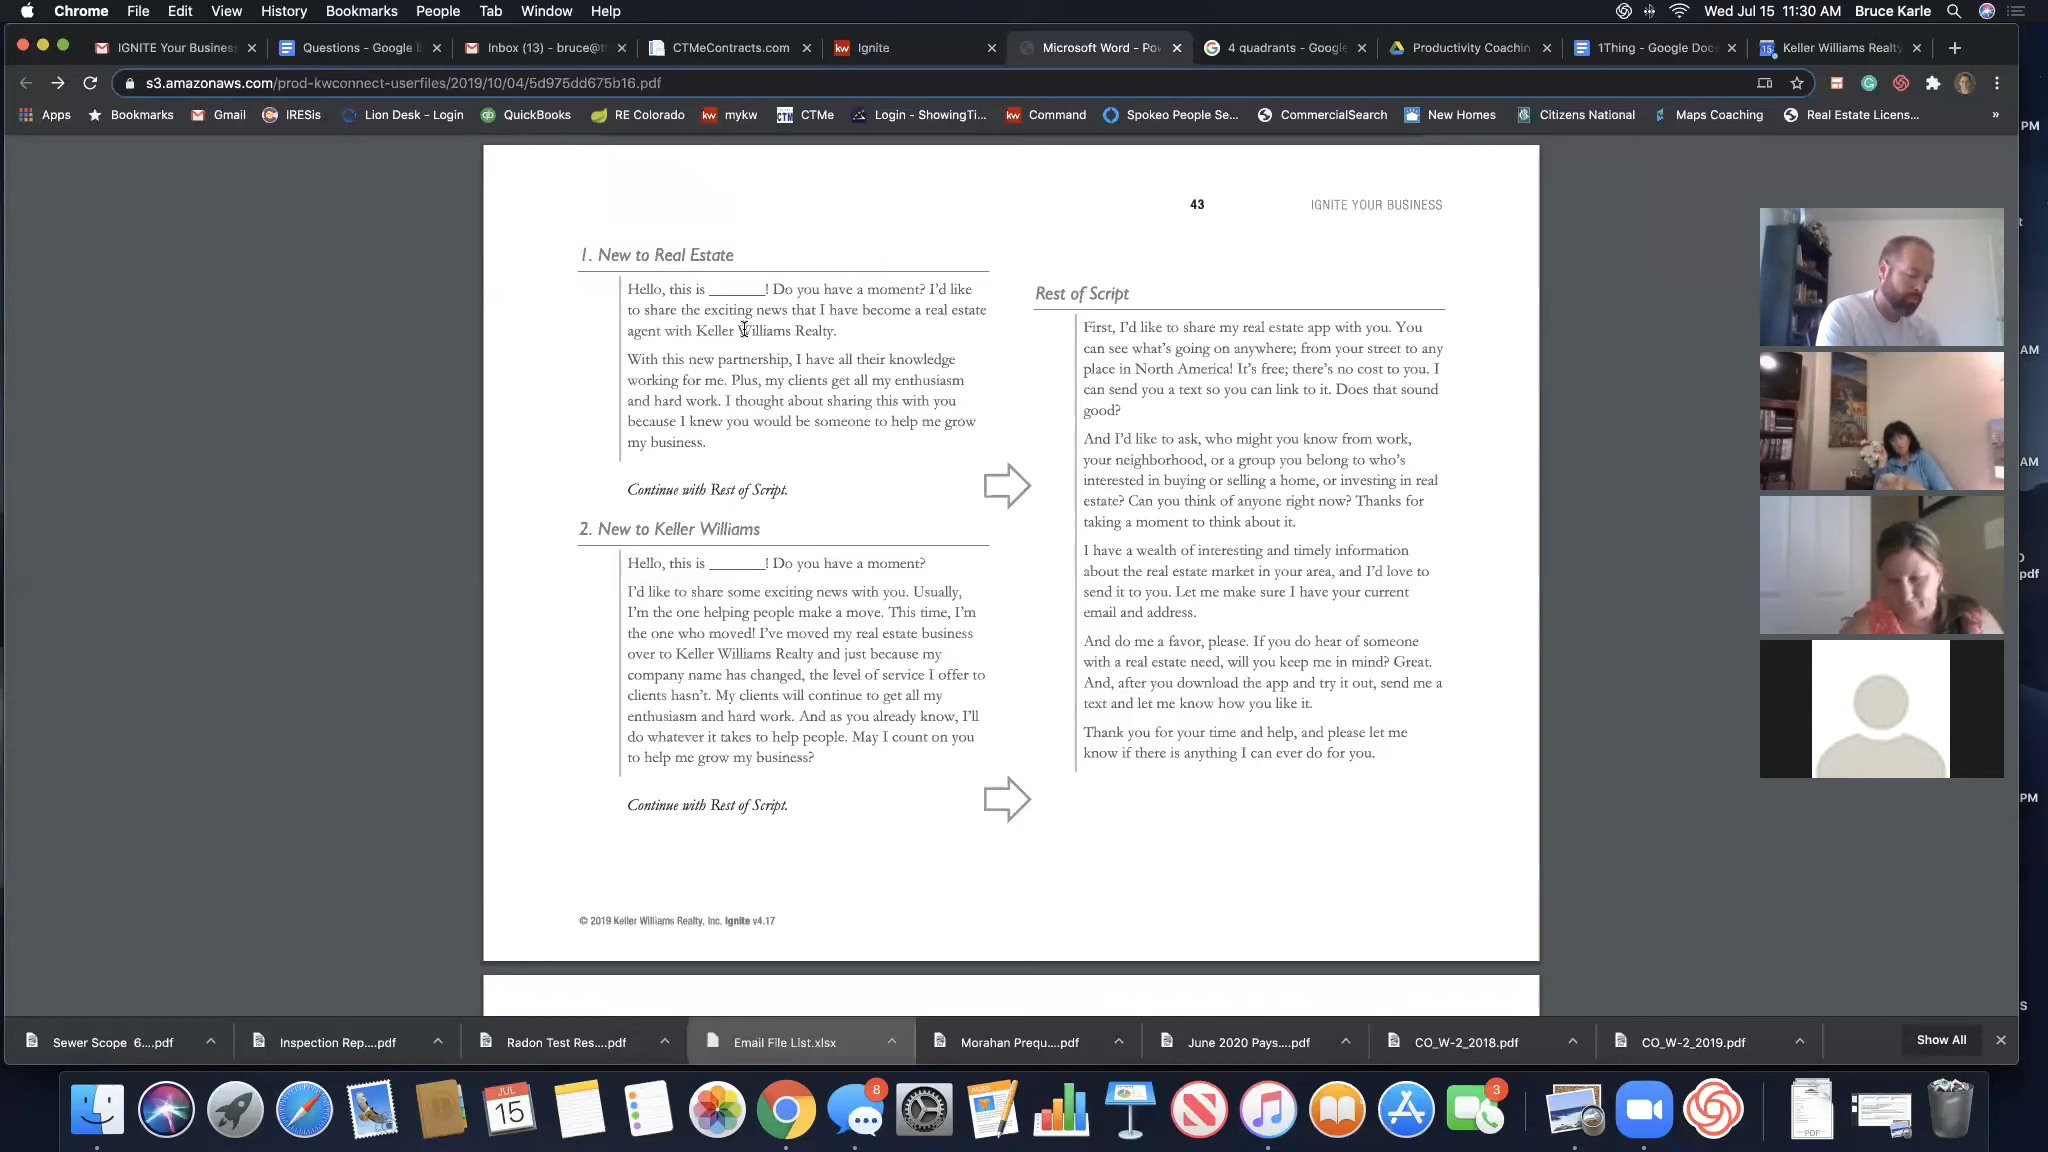 Chrome File Edit View History Bookmarks People Tab Window Help Wed Jul 15 11:30 AM Bruce Karle
IGNITE Your Business Questions - Google Inbox (13) - bruce@t CTMeContracts.com Ignite Microsoft Word - Po 4 quadrants - Google Productivity Coachin 1Thing - Google Docs Keller Williams Realty
s3.amazonaws.com/prod-kwconnect-userfiles/2019/10/04/5d975dd675b16.pdf
Apps Bookmarks Gmail IRESis Lion Desk - Login QuickBooks RE Colorado mykw CTMe Login - ShowingTi... Command Spokeo People Se... CommercialSearch New Homes Citizens National Maps Coaching Real Estate Licens... »
43 IGNITE YOUR BUSINESS
1. New to Real Estate
Hello, this is _______! Do you have a moment? I'd like
to share the exciting news that I have become a real estate
agent with Keller Williams Realty.
With this new partnership, I have all their knowledge
working for me. Plus, my clients get all my enthusiasm
and hard work. I thought about sharing this with you
because I knew you would be someone to help me grow
my business.
Continue with Rest of Script.
2. New to Keller Williams
Hello, this is _______! Do you have a moment?
I'd like to share some exciting news with you. Usually,
I'm the one helping people make a move. This time, I'm
the one who moved! I've moved my real estate business
over to Keller Williams Realty and just because my
company name has changed, the level of service I offer to
clients hasn't. My clients will continue to get all my
enthusiasm and hard work. And as you already know, I'll
do whatever it takes to help people. May I count on you
to help me grow my business?
Continue with Rest of Script.
Rest of Script
First, I'd like to share my real estate app with you. You
can see what's going on anywhere; from your street to any
place in North America! It's free; there's no cost to you. I
can send you a text so you can link to it. Does that sound
good?
And I'd like to ask, who might you know from work,
your neighborhood, or a group you belong to who's
interested in buying or selling a home, or investing in real
estate? Can you think of anyone right now? Thanks for
taking a moment to think about it.
I have a wealth of interesting and timely information
about the real estate market in your area, and I'd love to
send it to you. Let me make sure I have your current
email and address.
And do me a favor, please. If you do hear of someone
with a real estate need, will you keep me in mind? Great.
And, after you download the app and try it out, send me a
text and let me know how you like it.
Thank you for your time and help, and please let me
know if there is anything I can ever do for you.
© 2019 Keller Williams Realty, Inc. Ignite v4.17
PM
AM
AM
pdf
PM
S
Sewer Scope 6....pdf Inspection Rep....pdf Radon Test Res....pdf Email File List.xlsx Morahan Prequ....pdf June 2020 Pays....pdf CO_W-2_2018.pdf CO_W-2_2019.pdf Show All
JUL
15
8
3
PDF